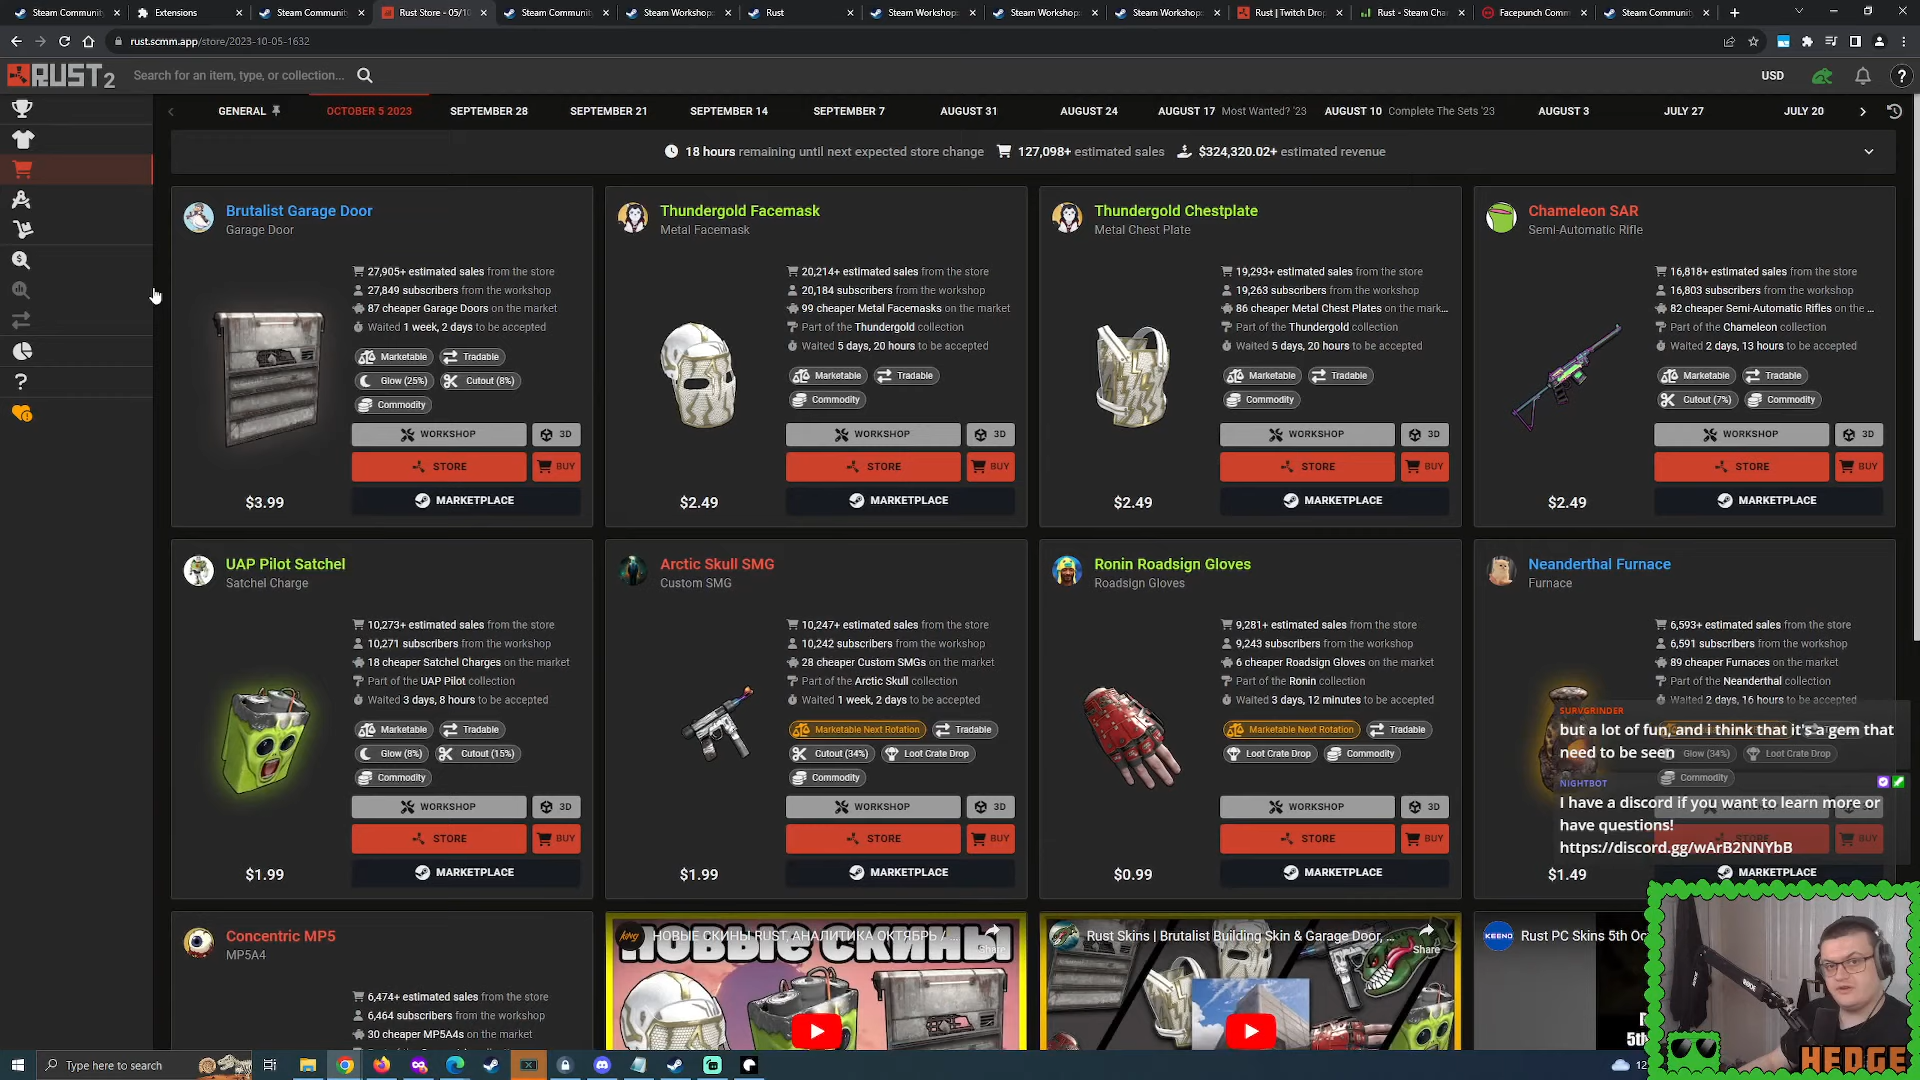 Steam Communi
Extensions
Steam Communi
Rust Store - 05/10
Steam Communi
Steam Workshop:
Rust
Steam Workshop:
Steam Workshop:
Steam Workshop:
Rust | Twitch Drop
Rust - Steam Cha
Facepunch Comm
Steam Communi
rust.scmm.app/store/2023-10-05-1632
RUST2
Search for an item, type, or collection...
USD
GENERAL
OCTOBER 5 2023
SEPTEMBER 28
SEPTEMBER 21
SEPTEMBER 14
SEPTEMBER 7
AUGUST 31
AUGUST 24
AUGUST 17 Most Wanted? '23
AUGUST 10 Complete The Sets '23
AUGUST 3
JULY 27
JULY 20
18 hours remaining until next expected store change
127,098+ estimated sales
$324,320.02+ estimated revenue
Brutalist Garage Door
Garage Door
27,905+ estimated sales from the store
27,849 subscribers from the workshop
87 cheaper Garage Doors on the market
Waited 1 week, 2 days to be accepted
Marketable
Tradable
Glow (25%)
Cutout (8%)
Commodity
WORKSHOP
3D
STORE
BUY
$3.99
MARKETPLACE
Thundergold Facemask
Metal Facemask
20,214+ estimated sales from the store
20,184 subscribers from the workshop
99 cheaper Metal Facemasks on the market
Part of the Thundergold collection
Waited 5 days, 20 hours to be accepted
Marketable
Tradable
Commodity
WORKSHOP
3D
STORE
BUY
$2.49
MARKETPLACE
Thundergold Chestplate
Metal Chest Plate
19,293+ estimated sales from the store
19,263 subscribers from the workshop
86 cheaper Metal Chest Plates on the mark...
Part of the Thundergold collection
Waited 5 days, 20 hours to be accepted
Marketable
Tradable
Commodity
WORKSHOP
3D
STORE
BUY
$2.49
MARKETPLACE
Chameleon SAR
Semi-Automatic Rifle
16,818+ estimated sales from the store
16,803 subscribers from the workshop
82 cheaper Semi-Automatic Rifles on the ...
Part of the Chameleon collection
Waited 2 days, 13 hours to be accepted
Marketable
Tradable
Cutout (7%)
Commodity
WORKSHOP
3D
STORE
BUY
$2.49
MARKETPLACE
UAP Pilot Satchel
Satchel Charge
10,273+ estimated sales from the store
10,271 subscribers from the workshop
18 cheaper Satchel Charges on the market
Part of the UAP Pilot collection
Waited 3 days, 8 hours to be accepted
Marketable
Tradable
Glow (8%)
Cutout (15%)
Commodity
WORKSHOP
3D
STORE
BUY
$1.99
MARKETPLACE
Arctic Skull SMG
Custom SMG
10,247+ estimated sales from the store
10,242 subscribers from the workshop
28 cheaper Custom SMGs on the market
Part of the Arctic Skull collection
Waited 1 week, 2 days to be accepted
Marketable Next Rotation
Tradable
Cutout (34%)
Loot Crate Drop
Commodity
WORKSHOP
3D
STORE
BUY
$1.99
MARKETPLACE
Ronin Roadsign Gloves
Roadsign Gloves
9,281+ estimated sales from the store
9,243 subscribers from the workshop
6 cheaper Roadsign Gloves on the market
Part of the Ronin collection
Waited 3 days, 12 minutes to be accepted
Marketable Next Rotation
Tradable
Loot Crate Drop
Commodity
WORKSHOP
3D
STORE
BUY
$0.99
MARKETPLACE
Neanderthal Furnace
Furnace
6,593+ estimated sales from the store
6,591 subscribers from the workshop
89 cheaper Furnaces on the market
Part of the Neanderthal collection
Waited 2 days, 16 hours to be accepted
Glow (34%)
Loot Crate Drop
Commodity
$1.49
MARKETPLACE
SURVGRINDER
but a lot of fun, and i think that it's a gem that
need to be seen
NIGHTBOT
I have a discord if you want to learn more or
have questions!
https://discord.gg/wArB2NNYbB
Concentric MP5
MP5A4
6,474+ estimated sales from the store
6,464 subscribers from the workshop
30 cheaper MP5A4s on the market
НОВЫЕ СКИНЫ RUST, АНАЛИТИКА ОКТЯБРЬ / ...
Share
НОВЫЕ СКИНЫ
Rust Skins | Brutalist Building Skin & Garage Door, ...
Share
KEENO
Rust PC Skins 5th Oc
HEDGE
Type here to search